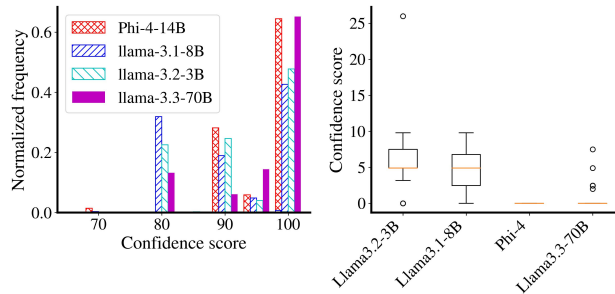 Normalized frequency
0.6
0.4
0.2
0.0
Phi-4-14B
llama-3.1-8B
llama-3.2-3B
llama-3.3-70B
70
80
90
100
Confidence score
Confidence score
25
20
15
10
5
0
Llama3.2-3B
Llama3.1-8B
Phi-4
Llama3.3-70B